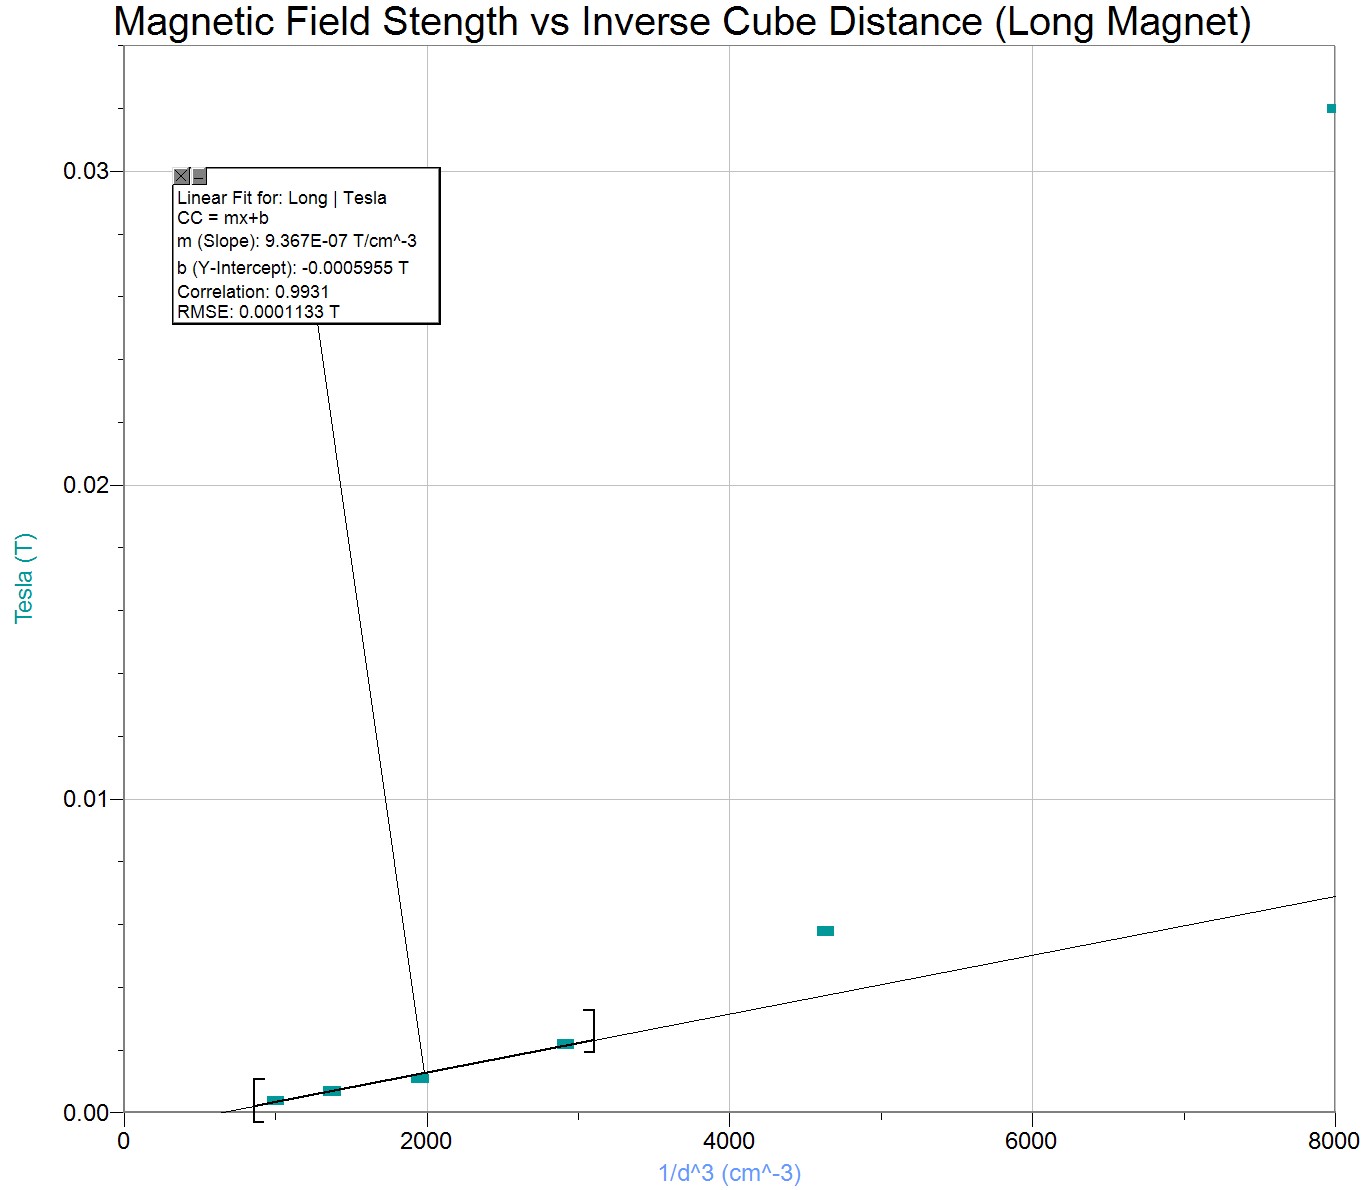 Magnetic Field Stength vs Inverse Cube Distance (Long Magnet)
0.03
Linear Fit for: Long | Tesla
CC = mx+b
m (Slope): 9.367E-07 T/cm^-3
b (Y-Intercept): -0.0005955 T
Correlation: 0.9931
RMSE: 0.0001133 T
0.02
Tesla (T)
0.01
0.00
0 2000 4000 6000 8000
1/d^3 (cm^-3)